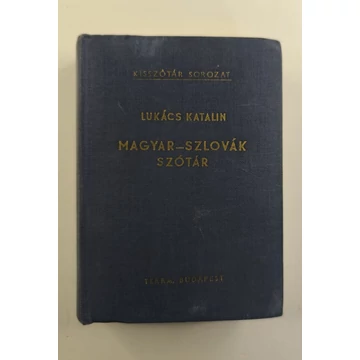 KISSZÓTÁR SOROZAT
LUKÁCS KATALIN
MAGYAR–SZLOVÁK
SZÓTÁR
TERRA, BUDAPEST